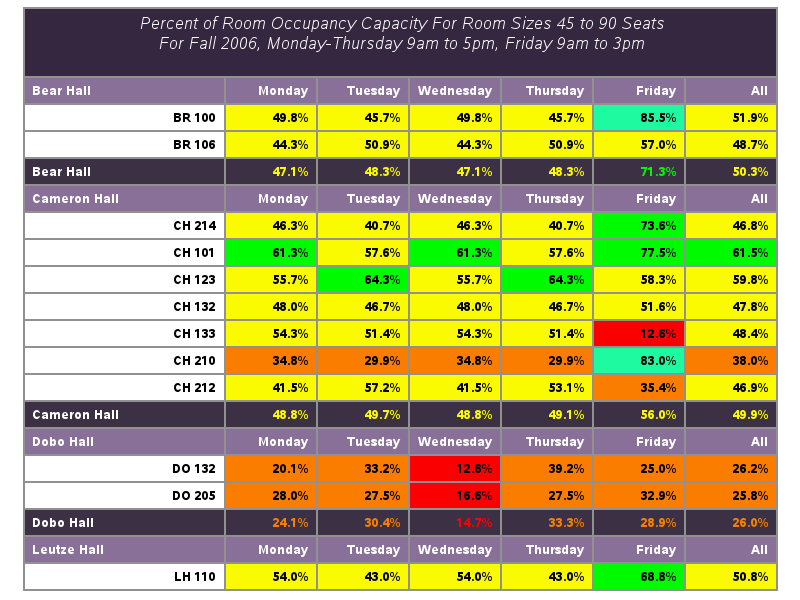 Percent of Room Occupancy Capacity For Room Sizes 45 to 90 Seats
For Fall 2006, Monday-Thursday 9am to 5pm, Friday 9am to 3pm
Bear Hall Monday Tuesday Wednesday Thursday Friday All
BR 100 49.8% 45.7% 49.8% 45.7% 85.5% 51.9%
BR 106 44.3% 50.9% 44.3% 50.9% 57.0% 48.7%
Bear Hall 47.1% 48.3% 47.1% 48.3% 71.3% 50.3%
Cameron Hall Monday Tuesday Wednesday Thursday Friday All
CH 214 46.3% 40.7% 46.3% 40.7% 73.6% 46.8%
CH 101 61.3% 57.6% 61.3% 57.6% 77.5% 61.5%
CH 123 55.7% 64.3% 55.7% 64.3% 58.3% 59.8%
CH 132 48.0% 46.7% 48.0% 46.7% 51.6% 47.8%
CH 133 54.3% 51.4% 54.3% 51.4% 12.6% 48.4%
CH 210 34.8% 29.9% 34.8% 29.9% 83.0% 38.0%
CH 212 41.5% 57.2% 41.5% 53.1% 35.4% 46.9%
Cameron Hall 48.8% 49.7% 48.8% 49.1% 56.0% 49.9%
Dobo Hall Monday Tuesday Wednesday Thursday Friday All
DO 132 20.1% 33.2% 12.8% 39.2% 25.0% 26.2%
DO 205 28.0% 27.5% 16.6% 27.5% 32.9% 25.8%
Dobo Hall 24.1% 30.4% 14.7% 33.3% 28.9% 26.0%
Leutze Hall Monday Tuesday Wednesday Thursday Friday All
LH 110 54.0% 43.0% 54.0% 43.0% 68.8% 50.8%